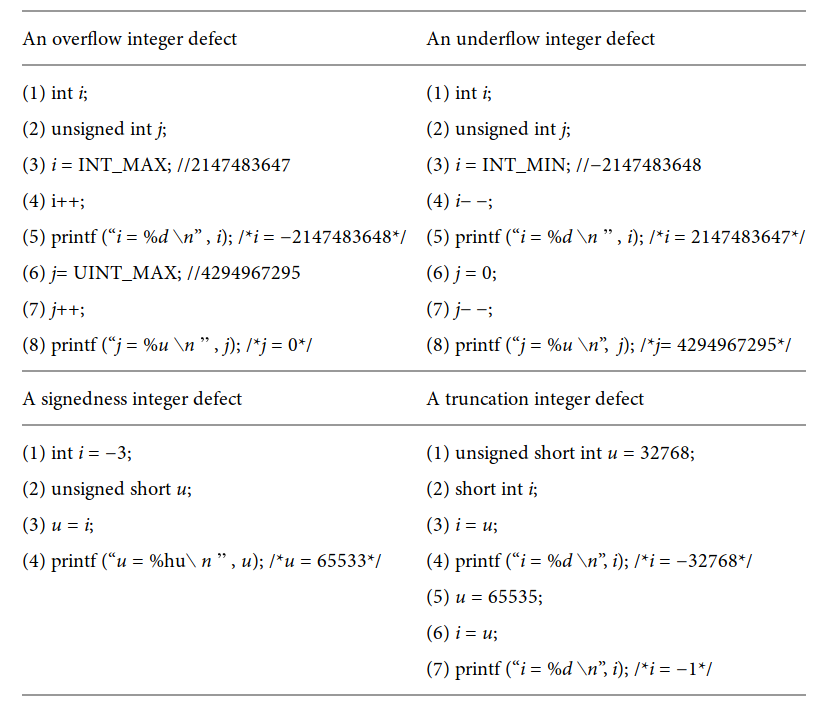 An overflow integer defect
An underflow integer defect
(1) int i;
(2) unsigned int j;
(3) i = INT_MAX; //2147483647
(4) i++;
(5) printf (“i = %d \n” , i); /*i = −2147483648*/
(6) j= UINT_MAX; //4294967295
(7) j++;
(8) printf (“j = %u \n ” , j); /*j = 0*/
(1) int i;
(2) unsigned int j;
(3) i = INT_MIN; //−2147483648
(4) i− −;
(5) printf (“i = %d \n ” , i); /*i = 2147483647*/
(6) j = 0;
(7) j− −;
(8) printf (“j = %u \n”, j); /*j= 4294967295*/
A signedness integer defect
A truncation integer defect
(1) int i = −3;
(2) unsigned short u;
(3) u = i;
(4) printf (“u = %hu\ n ” , u); /*u = 65533*/
(1) unsigned short int u = 32768;
(2) short int i;
(3) i = u;
(4) printf (“i = %d \n”, i); /*i = −32768*/
(5) u = 65535;
(6) i = u;
(7) printf (“i = %d \n”, i); /*i = −1*/